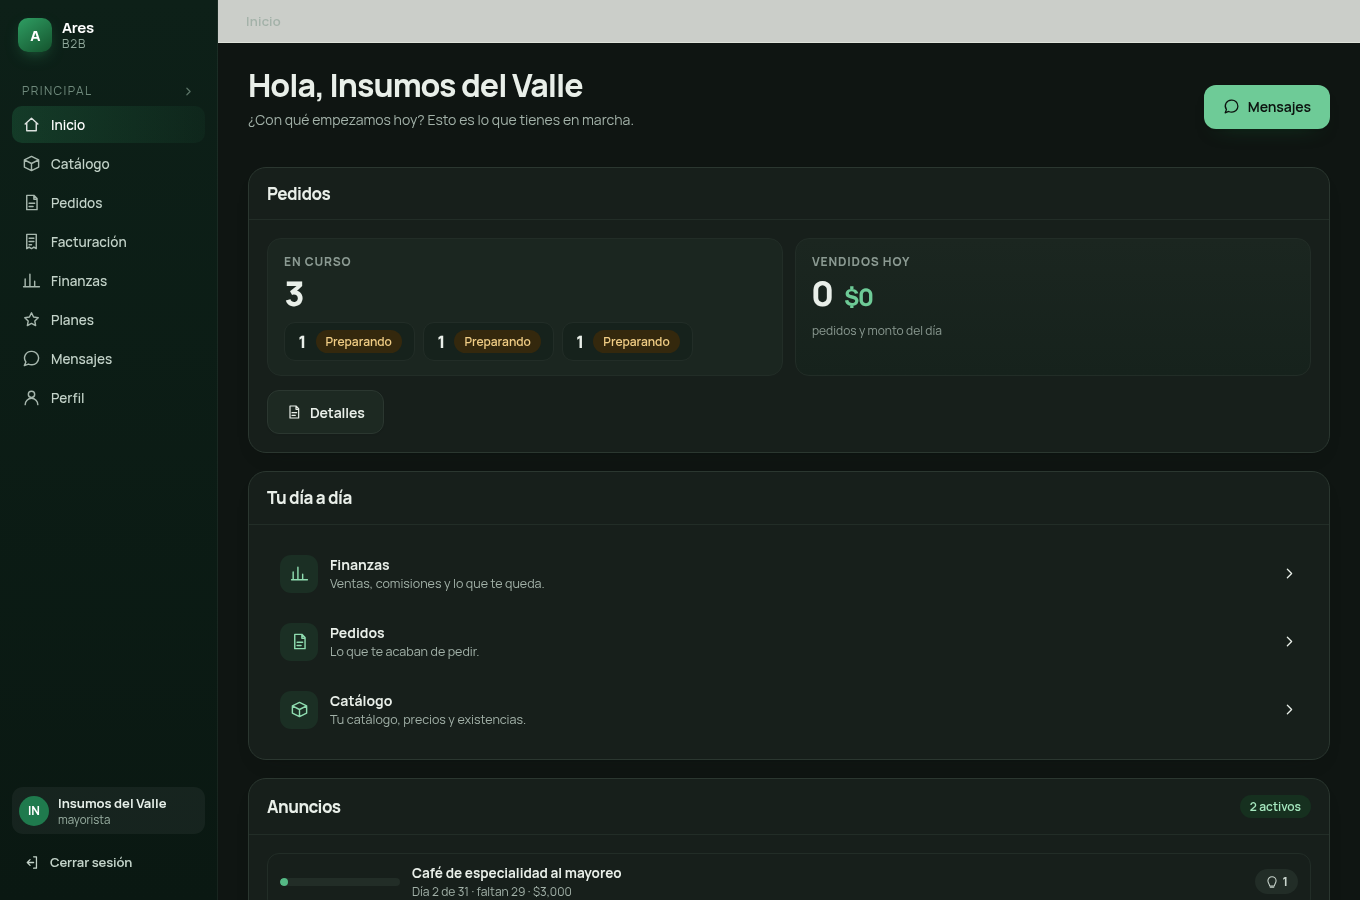 A
Ares
B2B
PRINCIPAL
Inicio
Catálogo
Pedidos
Facturación
Finanzas
Planes
Mensajes
Perfil
IN
Insumos del Valle
mayorista
Cerrar sesión
Inicio
Hola, Insumos del Valle
¿Con qué empezamos hoy? Esto es lo que tienes en marcha.
Mensajes
Pedidos
EN CURSO
3
1 Preparando
1 Preparando
1 Preparando
VENDIDOS HOY
0 $0
pedidos y monto del día
Detalles
Tu día a día
Finanzas
Ventas, comisiones y lo que te queda.
Pedidos
Lo que te acaban de pedir.
Catálogo
Tu catálogo, precios y existencias.
Anuncios
2 activos
Café de especialidad al mayoreo
Día 2 de 31 · faltan 29 · $3,000
1